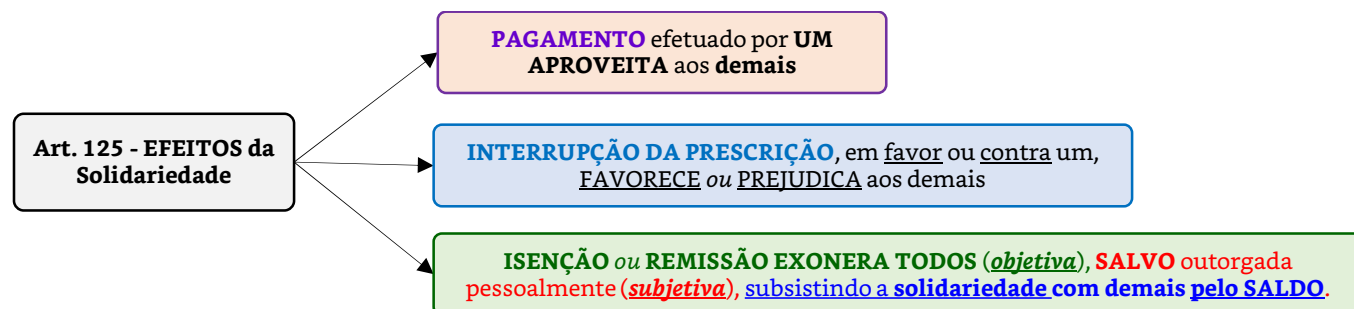 PAGAMENTO efetuado por UM
APROVEITA aos demais
Art. 125 - EFEITOS da
Solidariedade
INTERRUPÇÃO DA PRESCRIÇÃO, em favor ou contra um,
FAVORECE ou PREJUDICA aos demais
ISENÇÃO ou REMISSÃO EXONERA TODOS (objetiva), SALVO outorgada
pessoalmente (subjetiva), subsistindo a solidariedade com demais pelo SALDO.